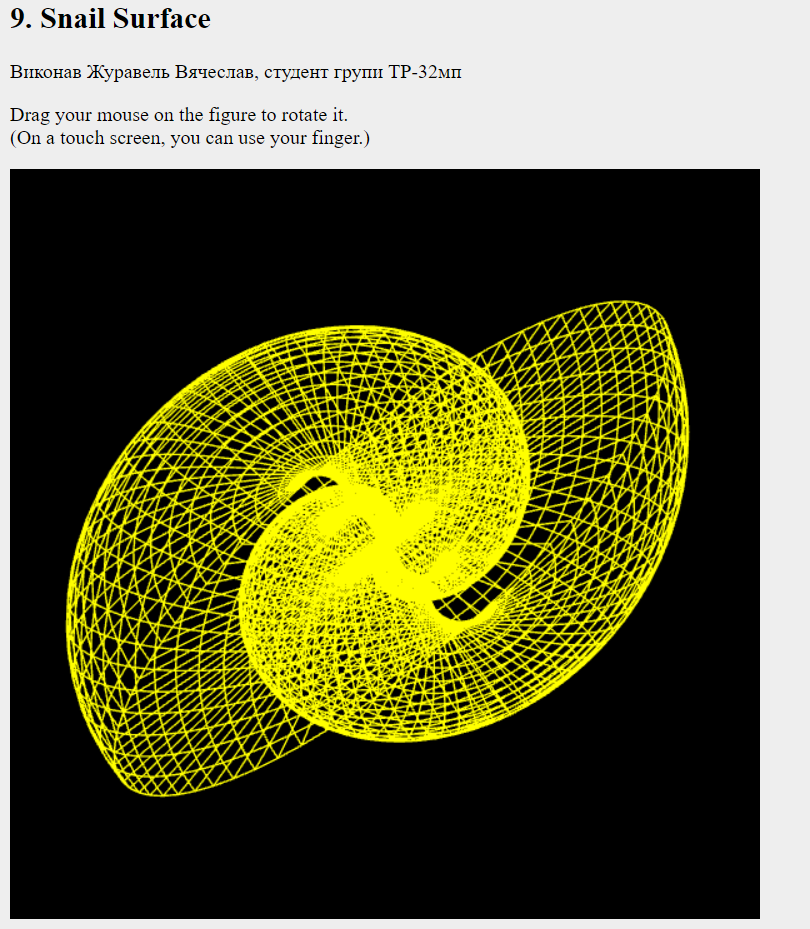 9. Snail Surface
Виконав Журавель Вячеслав, студент групи ТР-32мп
Drag your mouse on the figure to rotate it.
(On a touch screen, you can use your finger.)